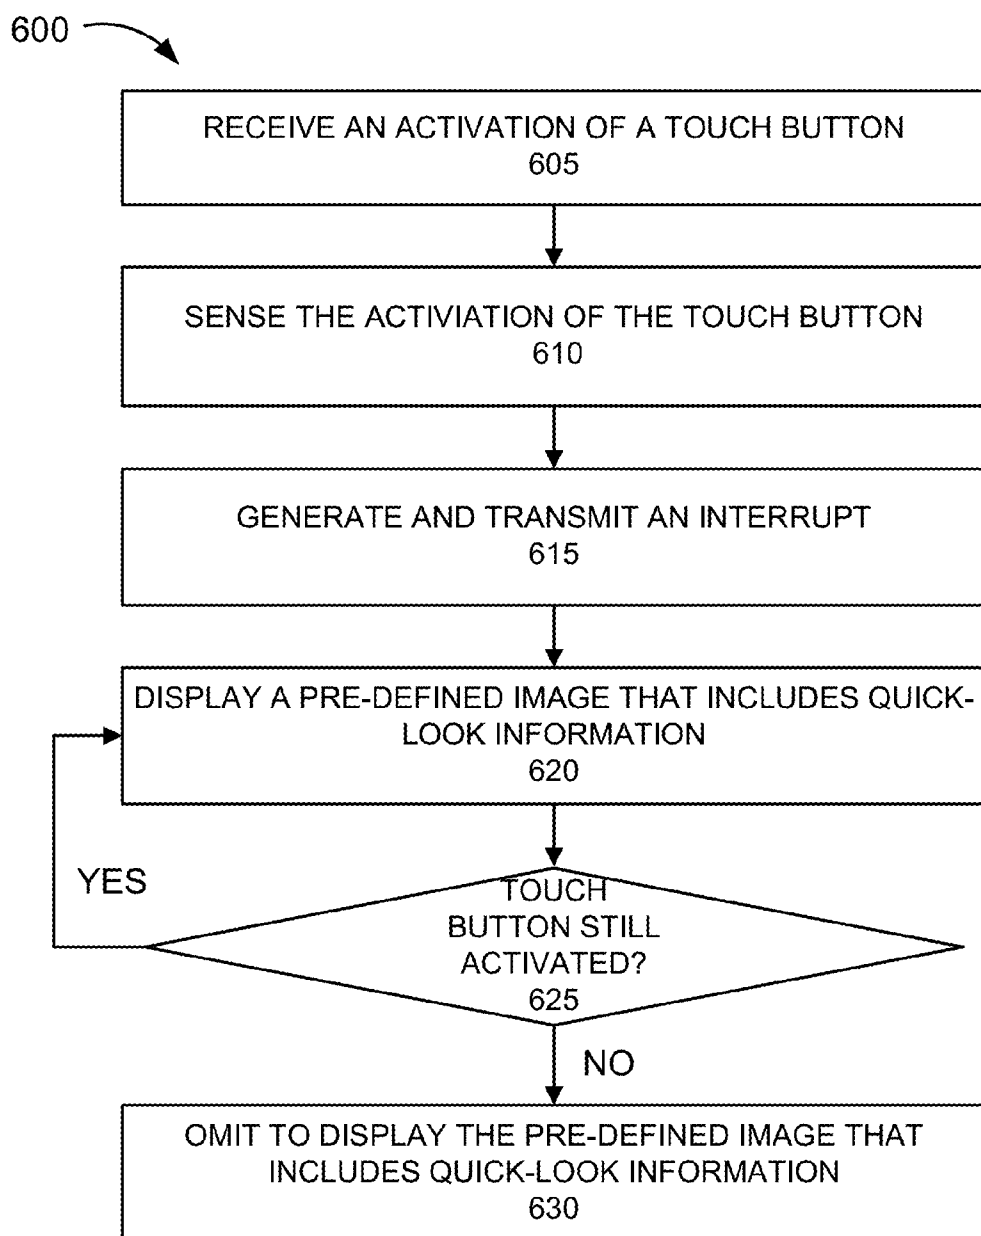 600
RECEIVE AN ACTIVATION OF A TOUCH BUTTON
605
SENSE THE ACTIVIATION OF THE TOUCH BUTTON
610
GENERATE AND TRANSMIT AN INTERRUPT
615
DISPLAY A PRE-DEFINED IMAGE THAT INCLUDES QUICK-
LOOK INFORMATION
620
YES
TOUCH
BUTTON STILL
ACTIVATED?
625
NO
OMIT TO DISPLAY THE PRE-DEFINED IMAGE THAT
INCLUDES QUICK-LOOK INFORMATION
630